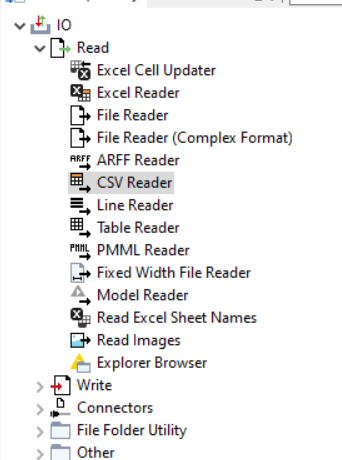 IO
Read
Excel Cell Updater
Excel Reader
File Reader
File Reader (Complex Format)
ARFF ARFF Reader
CSV Reader
Line Reader
Table Reader
PMML PMML Reader
Fixed Width File Reader
Model Reader
Read Excel Sheet Names
Read Images
Explorer Browser
Write
Connectors
File Folder Utility
Other